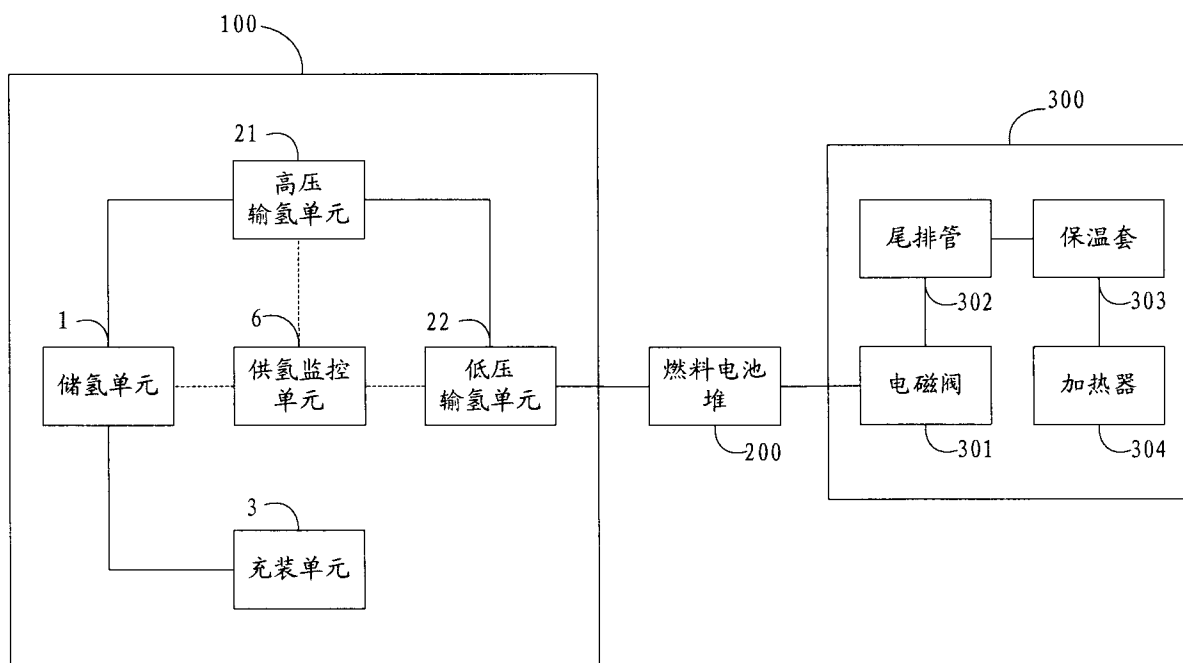 100
300
21
高压
输氢单元
尾排管
保温套
302
303
1
6
22
储氢单元
供氢监控
单元
低压
输氢单元
燃料电池
堆
电磁阀
加热器
200
301
304
3
充装单元